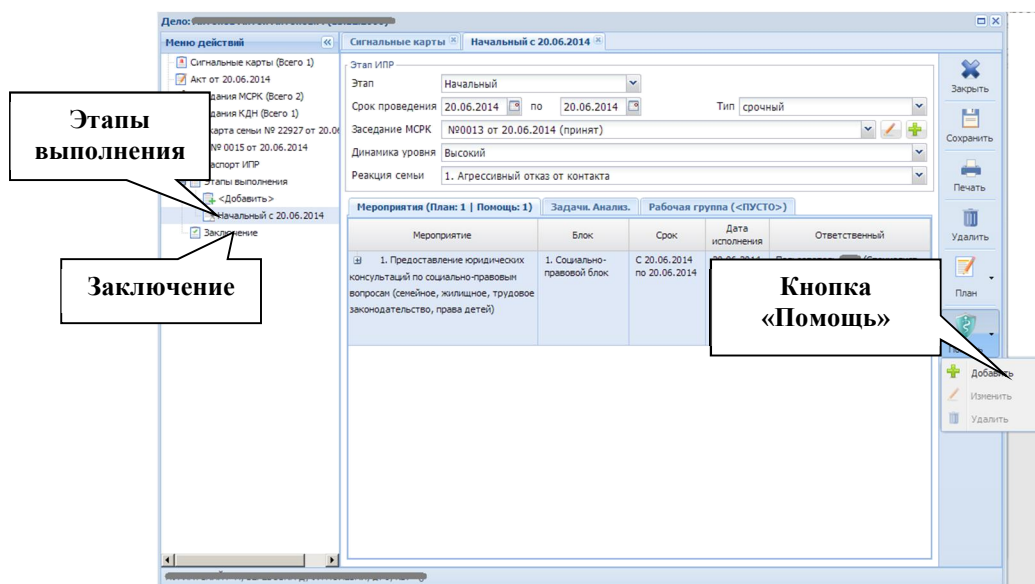 Дело:
Меню действий
Сигнальные карты
Начальный с 20.06.2014
Сигнальные карты (Всего 1)
Акт от 20.06.2014
дания МСРК (Всего 2)
дания КДН (Всего 1)
карта семьи № 22927 от 20.0
№ 0015 от 20.06.2014
аспорт ИПР
Этапы выполнения
<Добавить>
Начальный с 20.06.2014
Заключение
Этапы
выполнения
Заключение
Этап ИПР
Этап Начальный
Срок проведения 20.06.2014 по 20.06.2014 Тип срочный
Заседание МСРК №0013 от 20.06.2014 (принят)
Динамика уровня Высокий
Реакция семьи 1. Агрессивный отказ от контакта
Мероприятия (План: 1 | Помощь: 1) Задачи. Анализ. Рабочая группа (<ПУСТО>)
Мероприятие Блок Срок Дата исполнения Ответственный
1. Предоставление юридических
консультаций по социально-правовым
вопросам (семейное, жилищное, трудовое
законодательство, права детей)
1. Социально-
правовой блок
С 20.06.2014
по 20.06.2014
Кнопка
«Помощь»
Закрыть
Сохранить
Печать
Удалить
План
Добавить
Изменить
Удалить